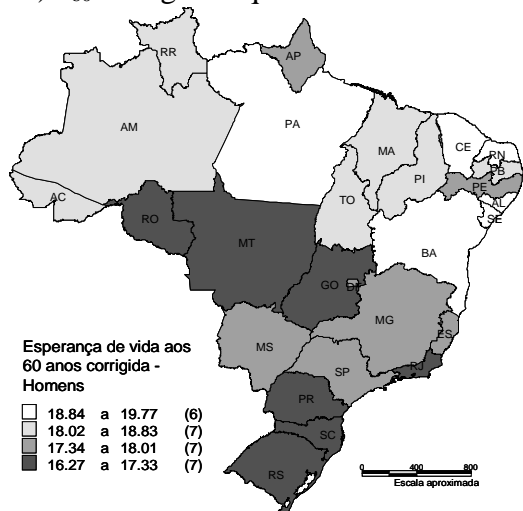 RR
AP
AM
PA
MA
CE
RN
PB
PI
PE
AL
SE
AC
TO
RO
BA
MT
GO
DF
MG
ES
MS
SP
RJ
PR
SC
RS
Esperança de vida aos
60 anos corrigida -
Homens
18.84 a 19.77 (6)
18.02 a 18.83 (7)
17.34 a 18.01 (7)
16.27 a 17.33 (7)
0 400 800
Escala aproximada